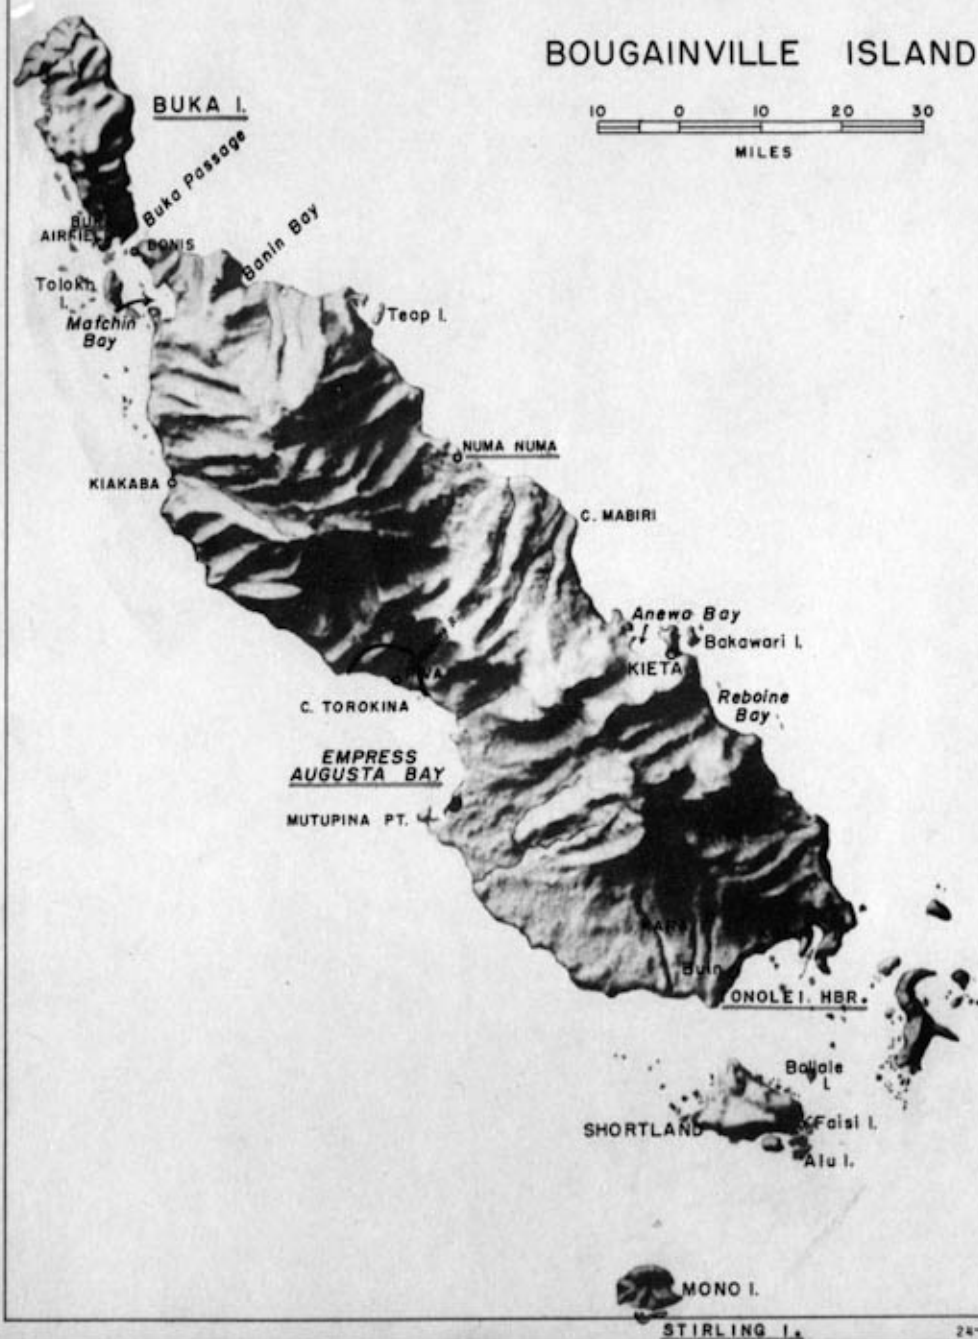 BOUGAINVILLE ISLAND
10 0 10 20 30
MILES
BUKA I.
Buka Passage
AIRFIEL
BONIS
Banin Bay
I.
Matchin
Bay
Teop I.
NUMA NUMA
KIAKABA
C. MABIRI
Anewa Bay
Bakawari I.
KIETA
Reboine
Bay
C. TOROKINA
EMPRESS
AUGUSTA BAY
MUTUPINA PT.
Buin
TONOLEI. HBR.
Ballale
I.
SHORTLAND
Faisi I.
Alu I.
MONO I.
STIRLING I.